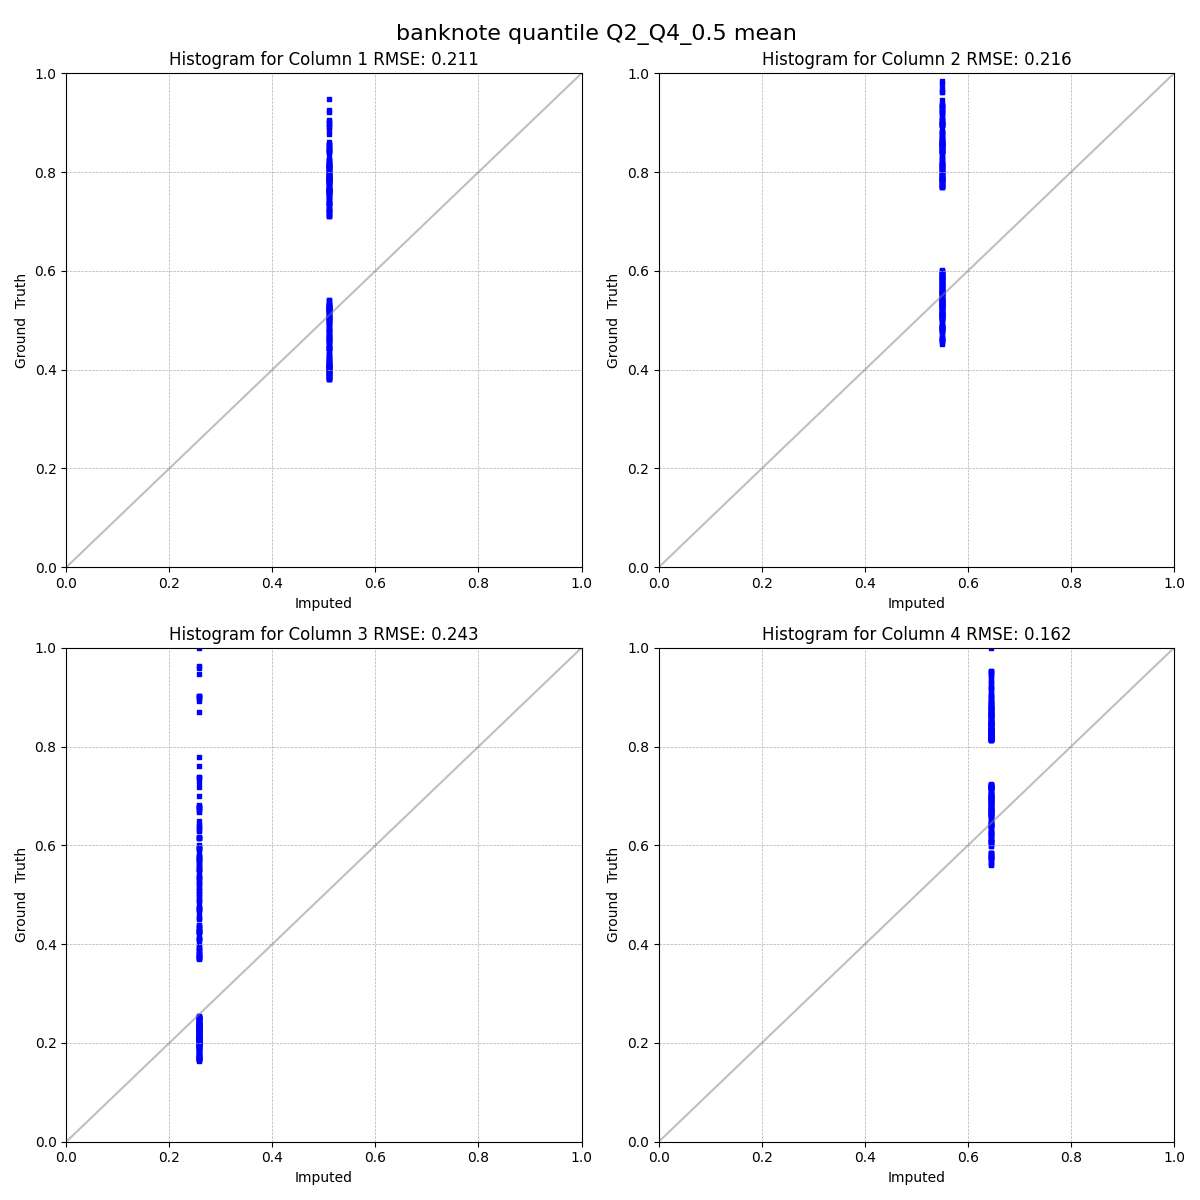 banknote quantile Q2_Q4_0.5 mean
Histogram for Column 1 RMSE: 0.211
1.0
0.8
0.6
0.4
0.2
0.0
Ground Truth
0.0 0.2 0.4 0.6 0.8 1.0
Imputed
Histogram for Column 2 RMSE: 0.216
1.0
0.8
0.6
0.4
0.2
0.0
Ground Truth
0.0 0.2 0.4 0.6 0.8 1.0
Imputed
Histogram for Column 3 RMSE: 0.243
1.0
0.8
0.6
0.4
0.2
0.0
Ground Truth
0.0 0.2 0.4 0.6 0.8 1.0
Imputed
Histogram for Column 4 RMSE: 0.162
1.0
0.8
0.6
0.4
0.2
0.0
Ground Truth
0.0 0.2 0.4 0.6 0.8 1.0
Imputed